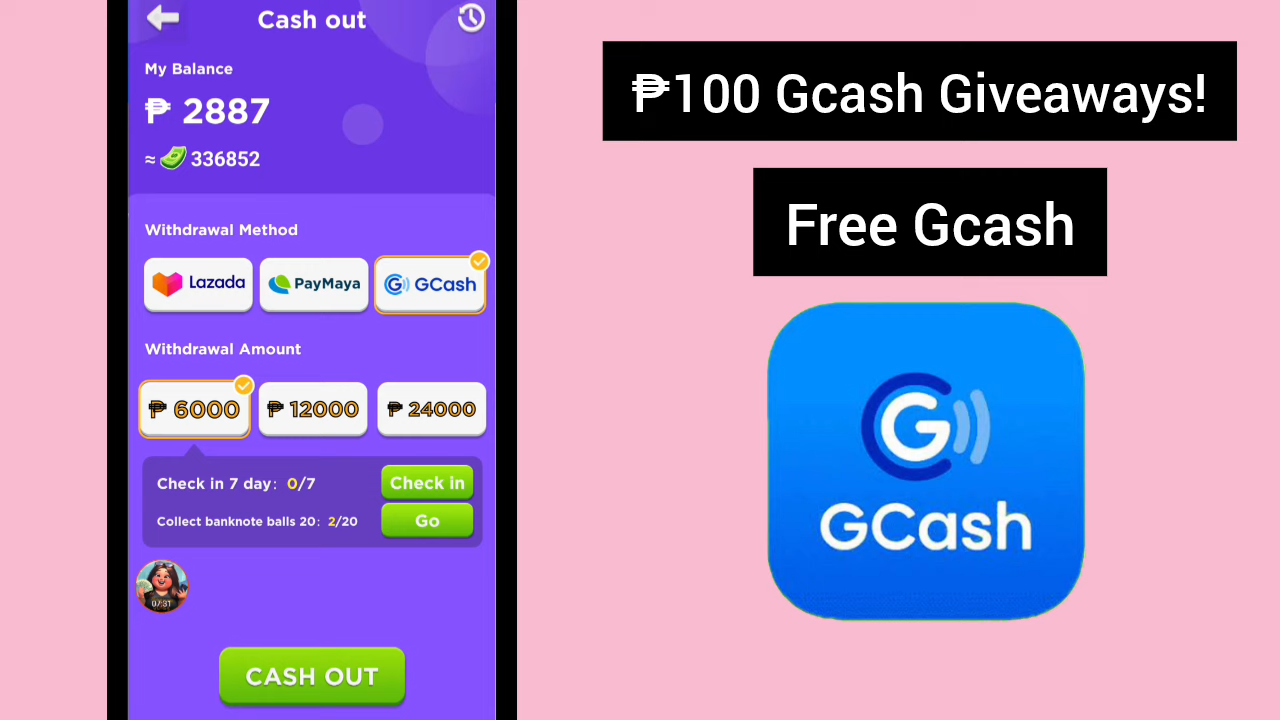 Cash out
My Balance
₱ 2887
≈ 336852
Withdrawal Method
Lazada PayMaya GCash
Withdrawal Amount
₱ 6000 ₱ 12000 ₱ 24000
Check in 7 day: 0/7 Check in
Collect banknote balls 20: 2/20 Go
07:31
CASH OUT
₱100 Gcash Giveaways!
Free Gcash
G
GCash